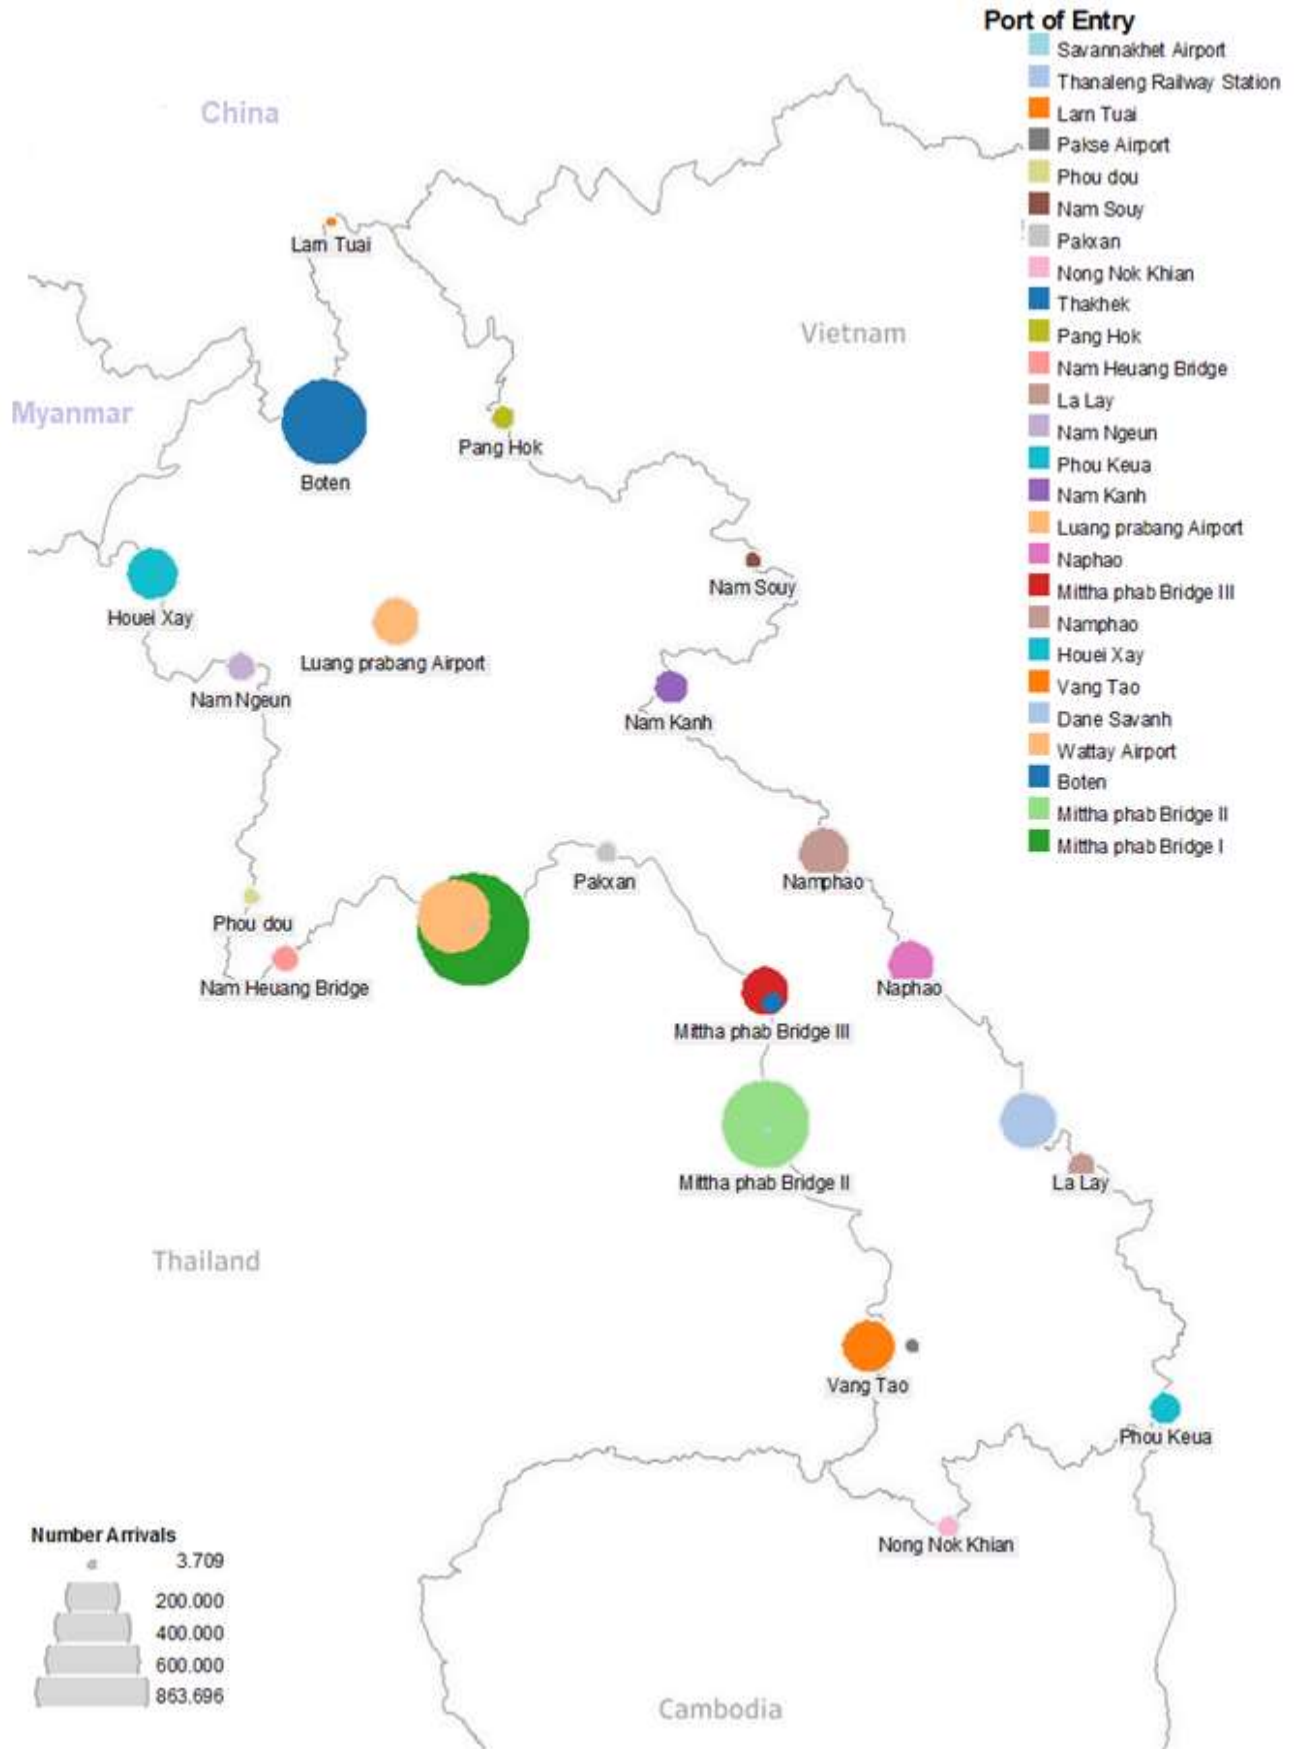 Port of Entry
Savannakhet Airport
Thanaleng Railway Station
Larn Tuai
Pakse Airport
Phou dou
Nam Souy
Pakxan
Nong Nok Khian
Thakhek
Pang Hok
Nam Heuang Bridge
La Lay
Nam Ngeun
Phou Keua
Nam Kanh
Luang prabang Airport
Naphao
Mittha phab Bridge III
Namphao
Houei Xay
Vang Tao
Dane Savanh
Wattay Airport
Boten
Mittha phab Bridge II
Mittha phab Bridge I
China
Larn Tuai
Vietnam
Myanmar
Pang Hok
Boten
Nam Souy
Houei Xay
Luang prabang Airport
Nam Ngeun
Nam Kanh
Pakxan
Namphao
Phou dou
Nam Heuang Bridge
Naphao
Mittha phab Bridge III
Mittha phab Bridge II
La Lay
Thailand
Vang Tao
Phou Keua
Nong Nok Khian
Number Arrivals
3.709
200.000
400.000
600.000
863.696
Cambodia